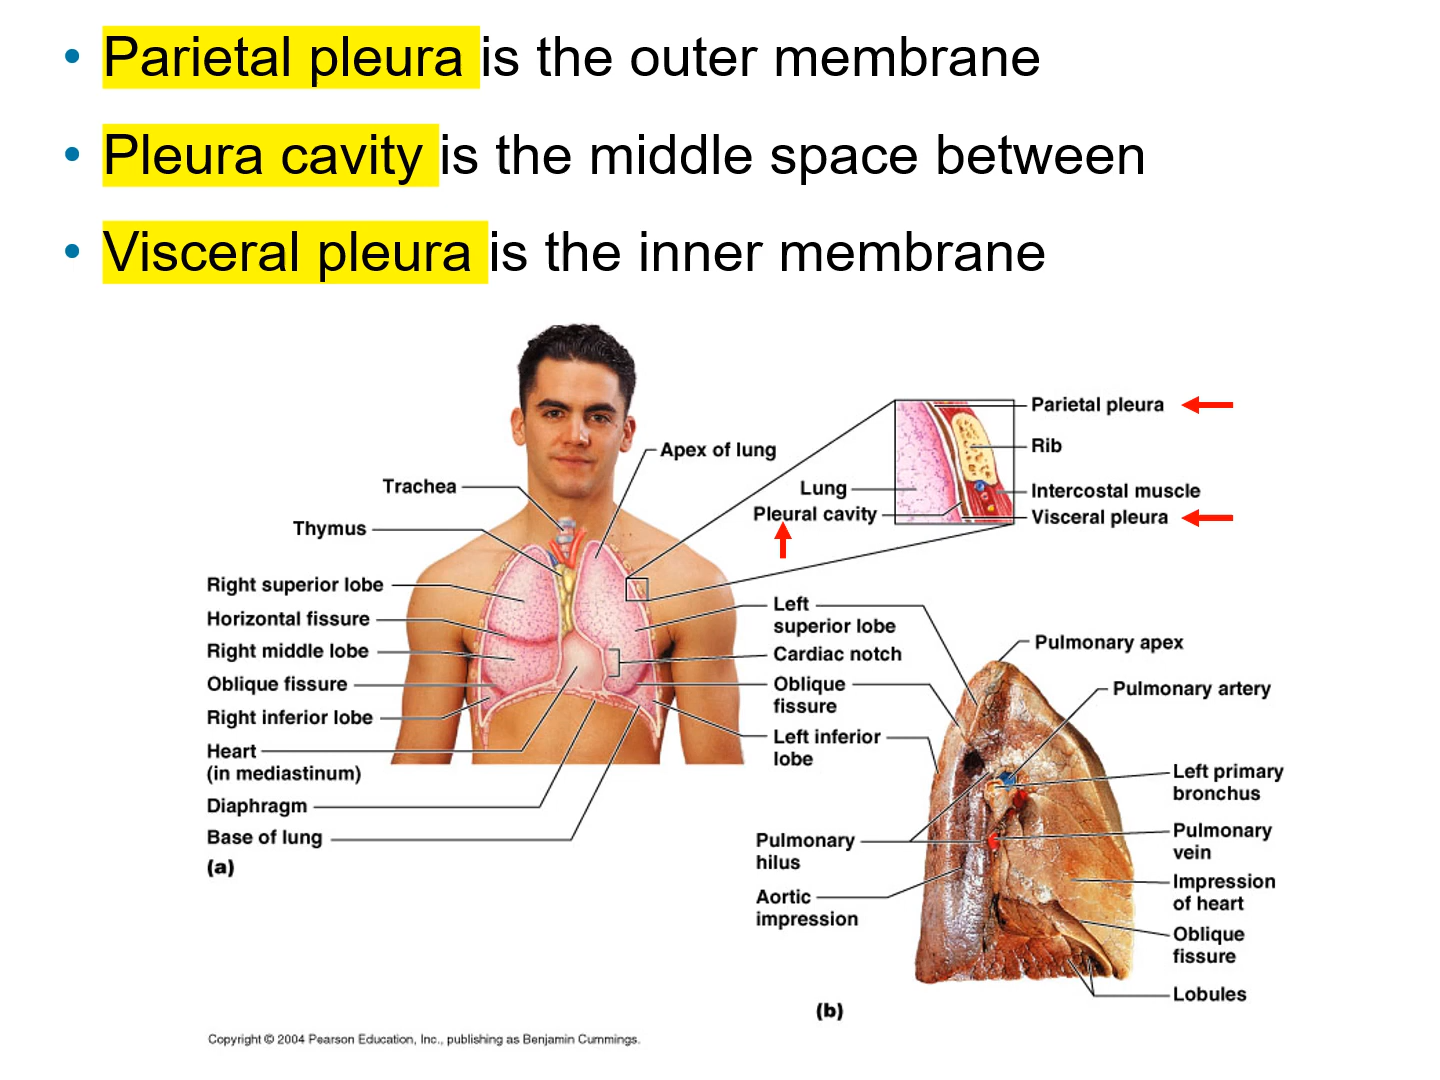 • Parietal pleura is the outer membrane
• Pleura cavity is the middle space between
• Visceral pleura is the inner membrane
Parietal pleura
Rib
Apex of lung
Trachea
Lung
Intercostal muscle
Pleural cavity
Visceral pleura
Thymus
Right superior lobe
Horizontal fissure
Right middle lobe
Oblique fissure
Right inferior lobe
Heart
(in mediastinum)
Diaphragm
Base of lung
(a)
Left
superior lobe
Cardiac notch
Oblique
fissure
Left inferior
lobe
Pulmonary apex
Pulmonary artery
Left primary
bronchus
Pulmonary
vein
Impression
of heart
Oblique
fissure
Lobules
Pulmonary
hilus
Aortic
impression
(b)
Copyright © 2004 Pearson Education, Inc., publishing as Benjamin Cummings.